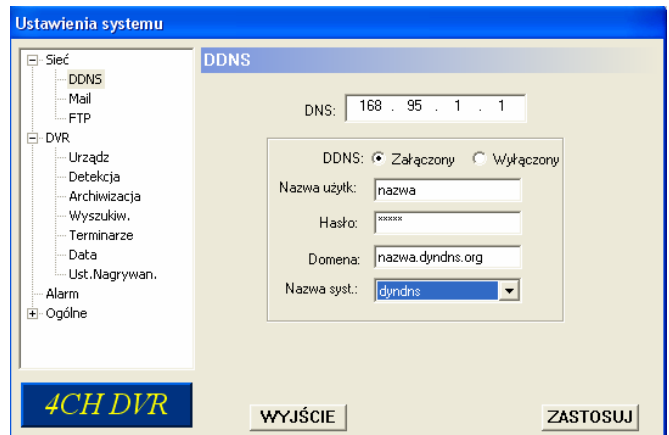 Ustawienia systemu
Sieć
DDNS
Mail
FTP
DVR
Urządz
Detekcja
Archiwizacja
Wyszukiw.
Terminarze
Data
Ust.Nagrywan.
Alarm
Ogólne
4CH DVR
DDNS
DNS: 168 . 95 . 1 . 1
DDNS: Załączony Wyłączony
Nazwa użytk: nazwa
Hasło: *****
Domena: nazwa.dyndns.org
Nazwa syst.: dyndns
WYJŚCIE ZASTOSUJ